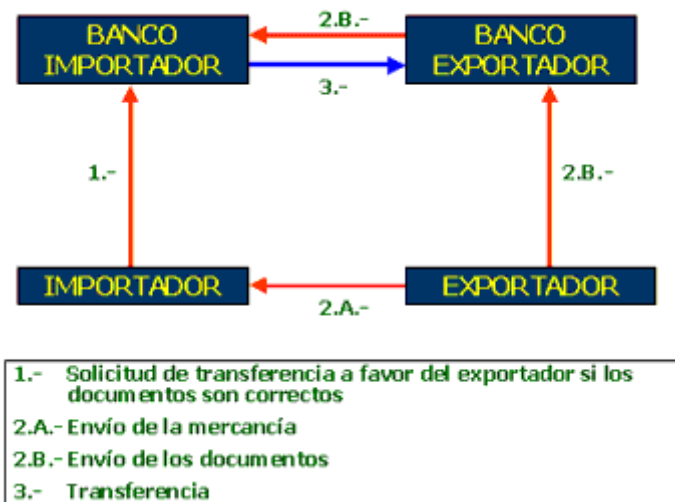 2.B.-
BANCO
IMPORTADOR
BANCO
EXPORTADOR
3.-
1.-
2.B.-
IMPORTADOR
EXPORTADOR
2.A.-
1.- Solicitud de transferencia a favor del exportador si los
documentos son correctos
2.A.- Envío de la mercancía
2.B.- Envío de los documentos
3.- Transferencia